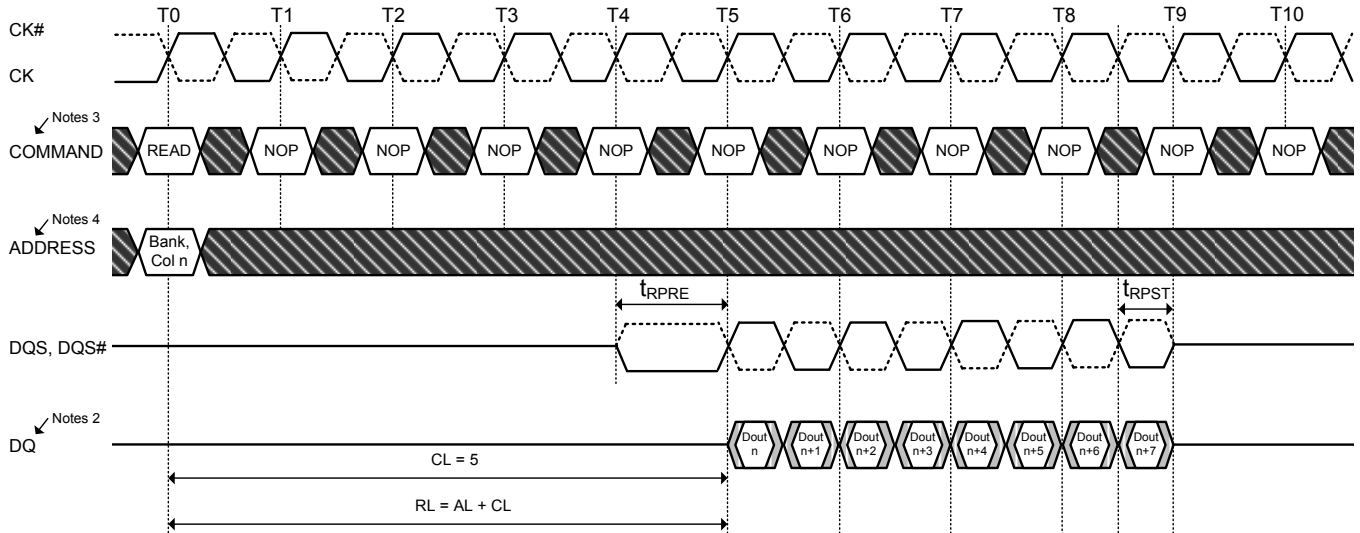 T0 T1 T2 T3 T4 T5 T6 T7 T8 T9 T10
CK#
CK
Notes 3
COMMAND READ NOP NOP NOP NOP NOP NOP NOP NOP NOP NOP
Notes 4
ADDRESS
Bank,
Col n
tRPRE tRPST
DQS, DQS#
Notes 2
DQ
Dout Dout Dout Dout Dout Dout Dout Dout
n n+1 n+2 n+3 n+4 n+5 n+6 n+7
CL = 5
RL = AL + CL